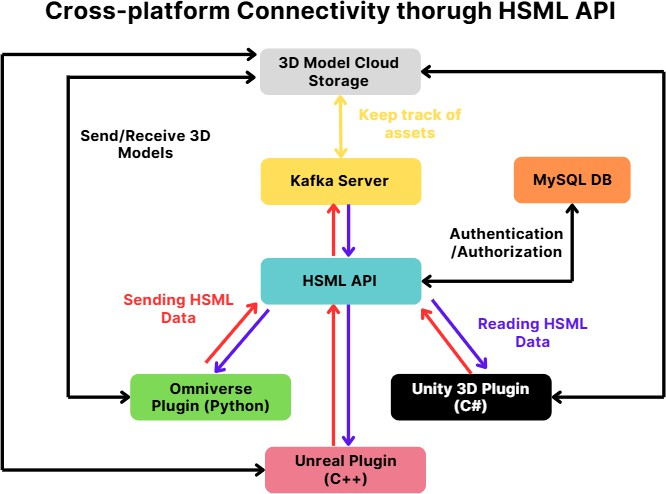 Cross-platform Connectivity thorugh HSML API
3D Model Cloud
Storage
Send/Receive 3D
Models
Keep track of
assets
Kafka Server
MySQL DB
Authentication
/Authorization
HSML API
Sending HSML
Data
Reading HSML
Data
Omniverse
Plugin (Python)
Unity 3D Plugin
(C#)
Unreal Plugin
(C++)